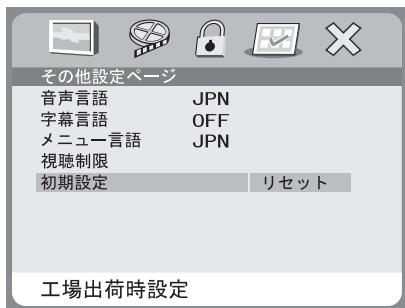 その他設定ページ
音声言語 JPN
字幕言語 OFF
メニュー言語 JPN
視聴制限
初期設定 リセット
工場出荷時設定